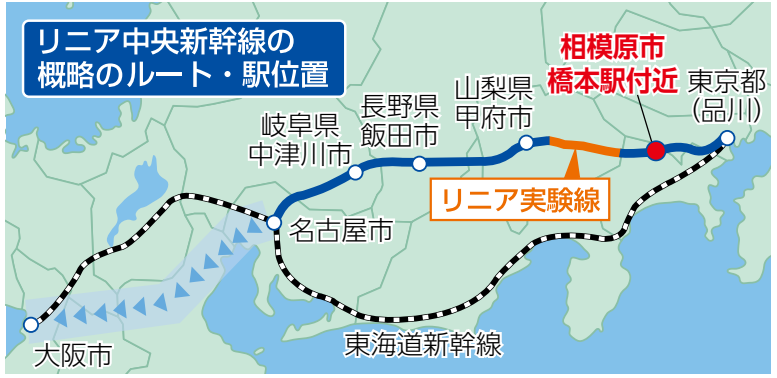 リニア中央新幹線の
概略のルート・駅位置
相模原市
橋本駅付近
東京都
(品川)
山梨県
甲府市
長野県
飯田市
岐阜県
中津川市
リニア実験線
名古屋市
東海道新幹線
大阪市